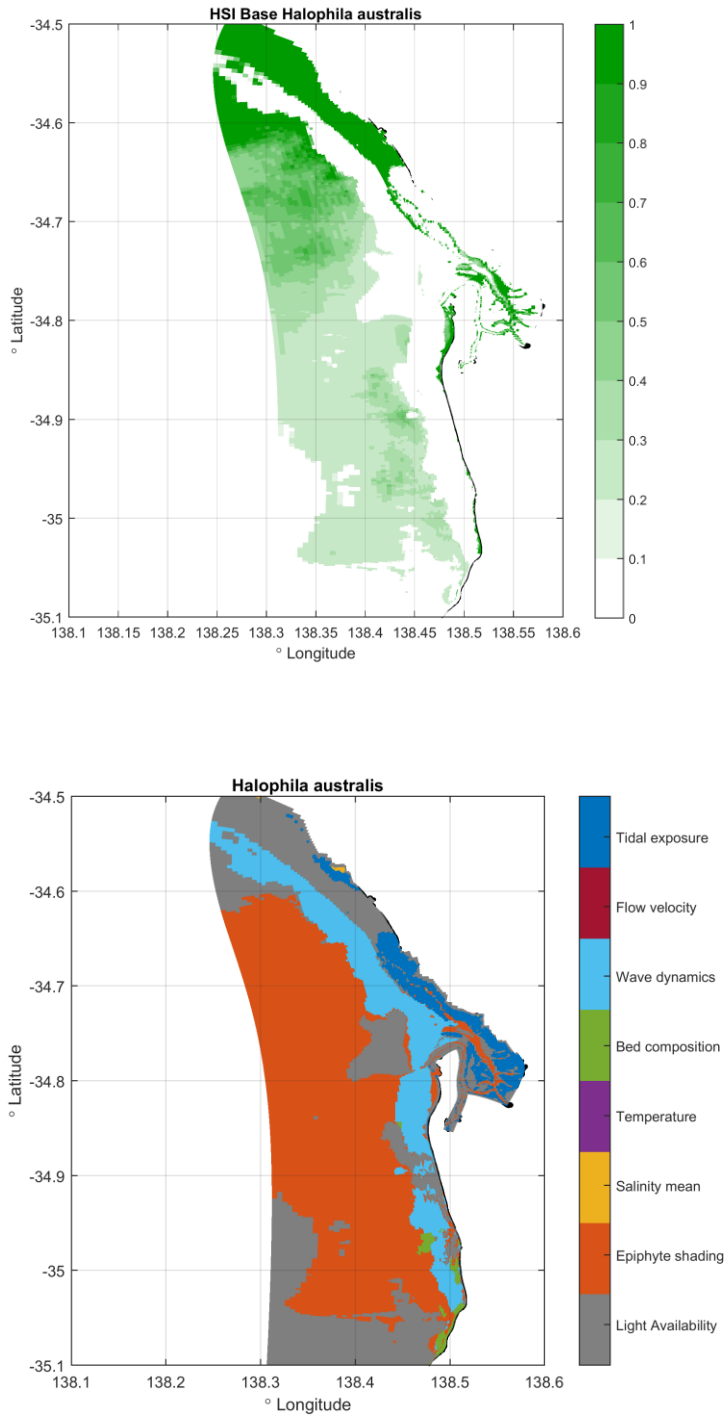 HSI Base Halophila australis
-34.5
-34.6
-34.7
-34.8
-34.9
-35
-35.1
° Latitude
138.1 138.15 138.2 138.25 138.3 138.35 138.4 138.45 138.5 138.55 138.6
° Longitude
1
0.9
0.8
0.7
0.6
0.5
0.4
0.3
0.2
0.1
0
Halophila australis
-34.5
-34.6
-34.7
-34.8
-34.9
-35
-35.1
° Latitude
138.1 138.2 138.3 138.4 138.5 138.6
° Longitude
Tidal exposure
Flow velocity
Wave dynamics
Bed composition
Temperature
Salinity mean
Epiphyte shading
Light Availability